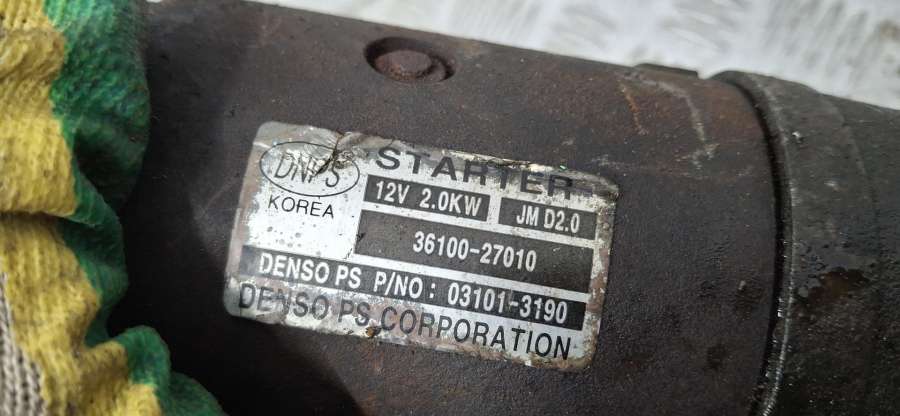 STARTER
DNPS
KOREA
12V 2.0KW
JM D2.0
36100-27010
DENSO PS P/NO: 03101-3190
DENSO PS CORPORATION